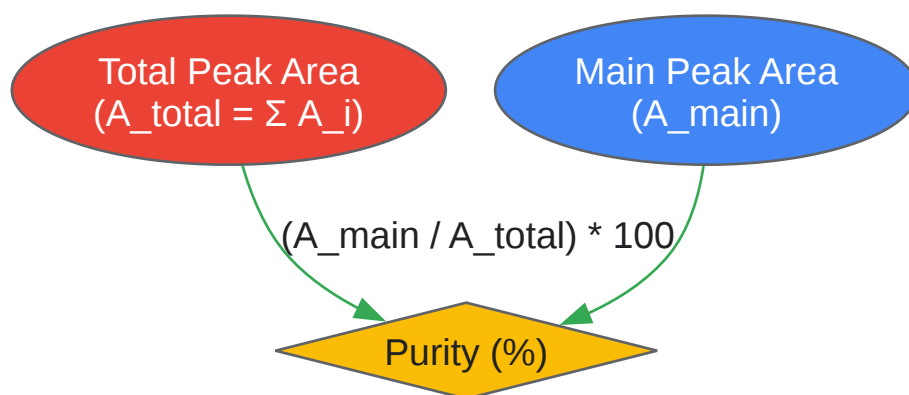 Total Peak Area
(A_total = Σ A_i)
Main Peak Area
(A_main)
(A_main / A_total) * 100
Purity (%)